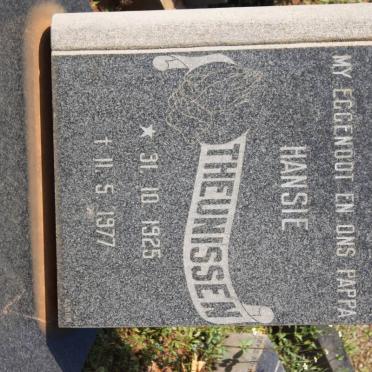 MY EGGENOOT EN ONS PAPPA
HANSIE
THEUNISSEN
★ 31. 10. 1925
† 11. 5. 1977